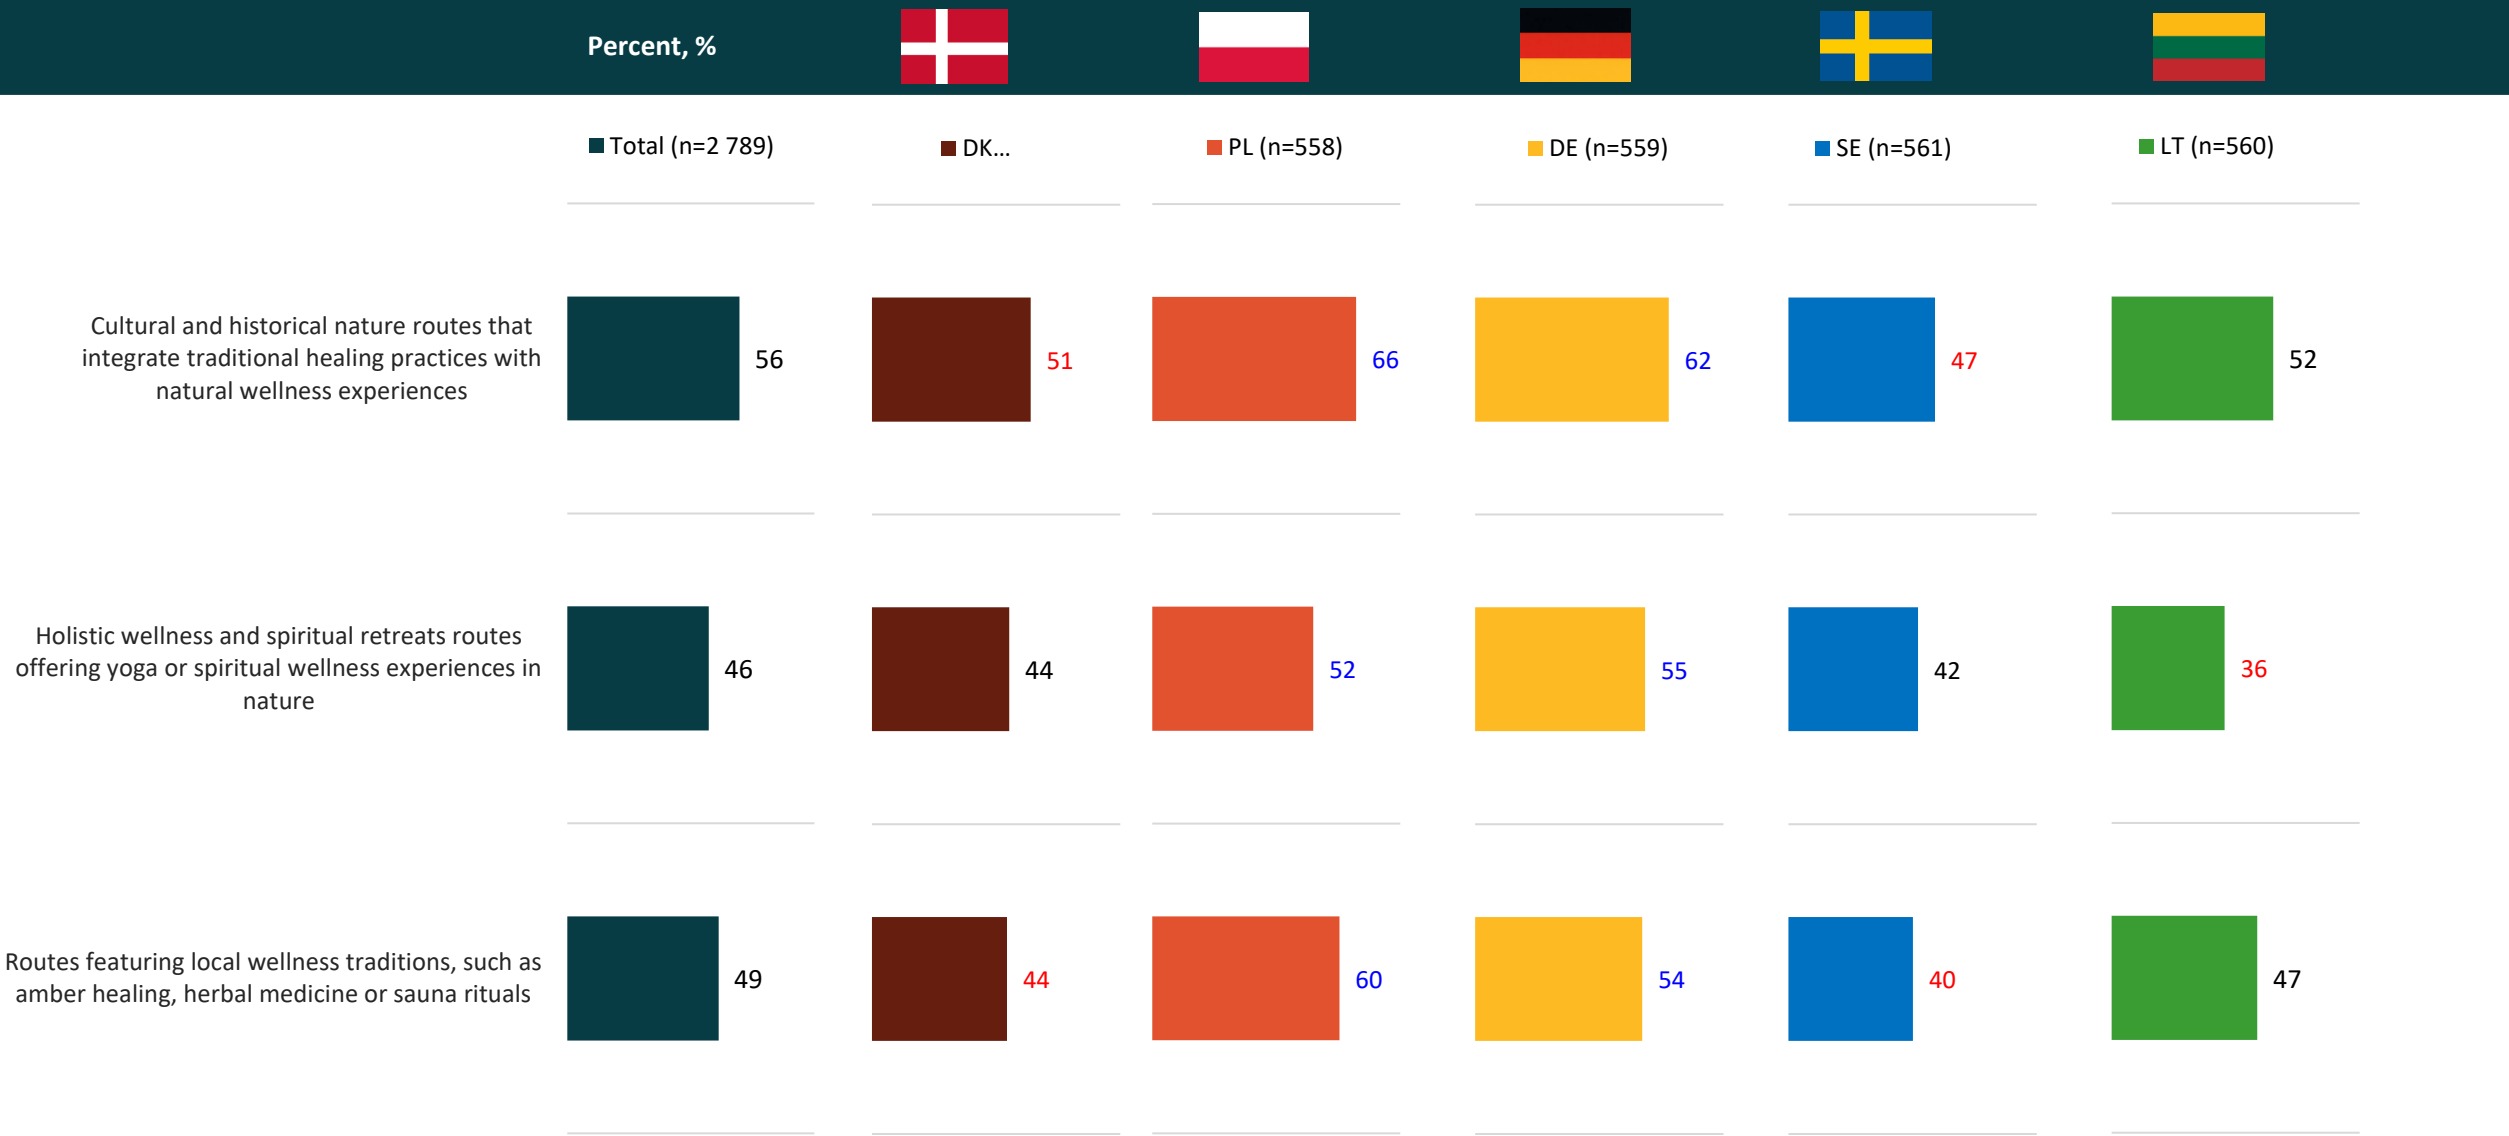 Percent, %
Total (n=2 789)
DK...
PL (n=558)
DE (n=559)
SE (n=561)
LT (n=560)
Cultural and historical nature routes that
integrate traditional healing practices with
natural wellness experiences
56
51
66
62
47
52
Holistic wellness and spiritual retreats routes
offering yoga or spiritual wellness experiences in
nature
46
44
52
55
42
36
Routes featuring local wellness traditions, such as
amber healing, herbal medicine or sauna rituals
49
44
60
54
40
47